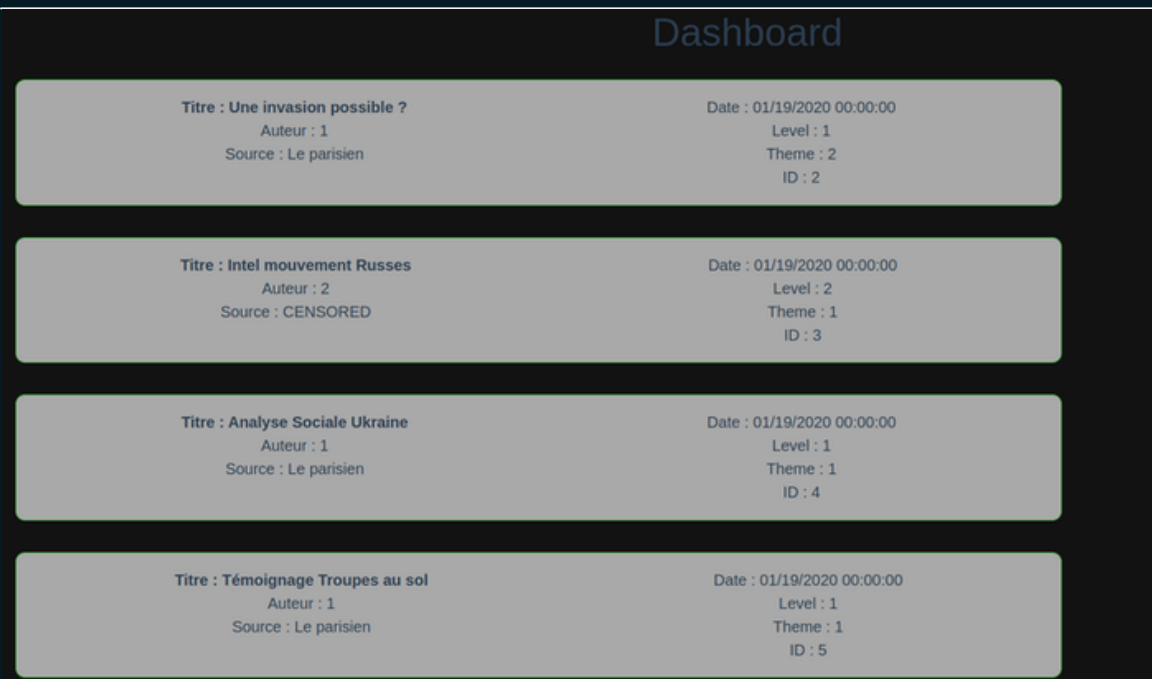 Dashboard
Titre : Une invasion possible ?
Auteur : 1
Source : Le parisien
Date : 01/19/2020 00:00:00
Level : 1
Theme : 2
ID : 2
Titre : Intel mouvement Russes
Auteur : 2
Source : CENSORED
Date : 01/19/2020 00:00:00
Level : 2
Theme : 1
ID : 3
Titre : Analyse Sociale Ukraine
Auteur : 1
Source : Le parisien
Date : 01/19/2020 00:00:00
Level : 1
Theme : 1
ID : 4
Titre : Témoignage Troupes au sol
Auteur : 1
Source : Le parisien
Date : 01/19/2020 00:00:00
Level : 1
Theme : 1
ID : 5